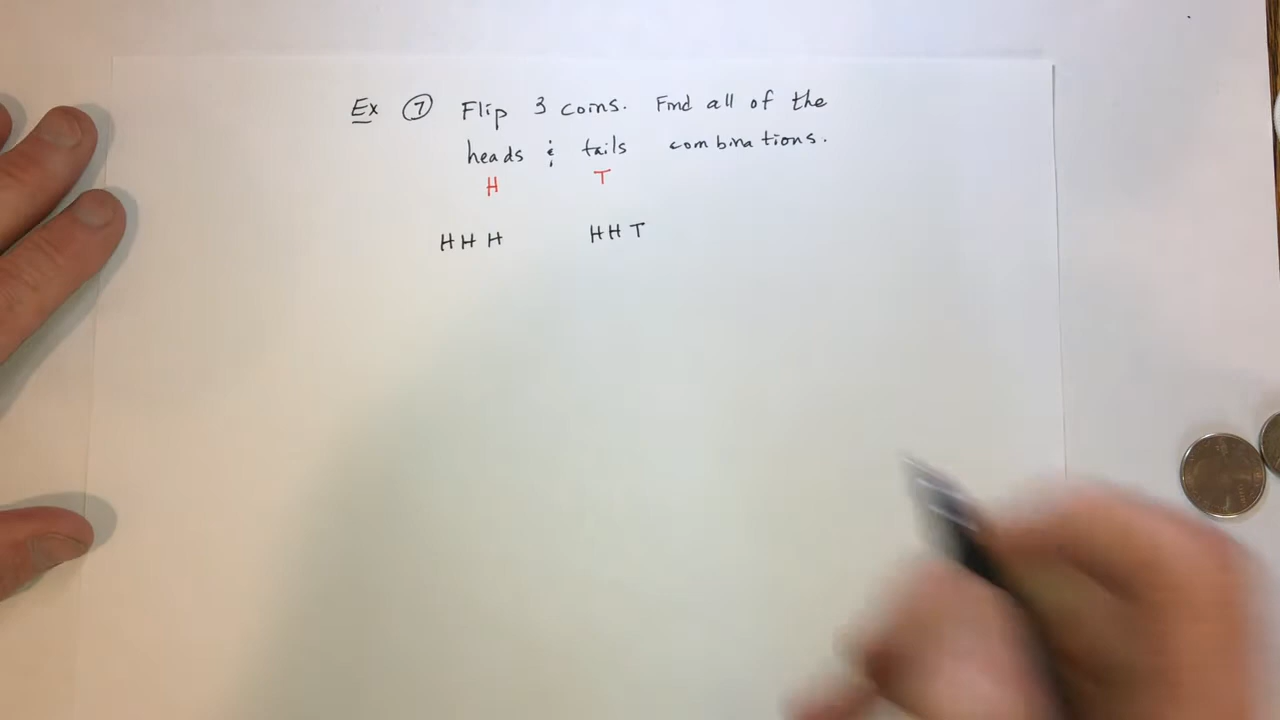 Ex ⑦ Flip 3 coins. Find all of the
heads & tails combinations.
H T
HHH HHT